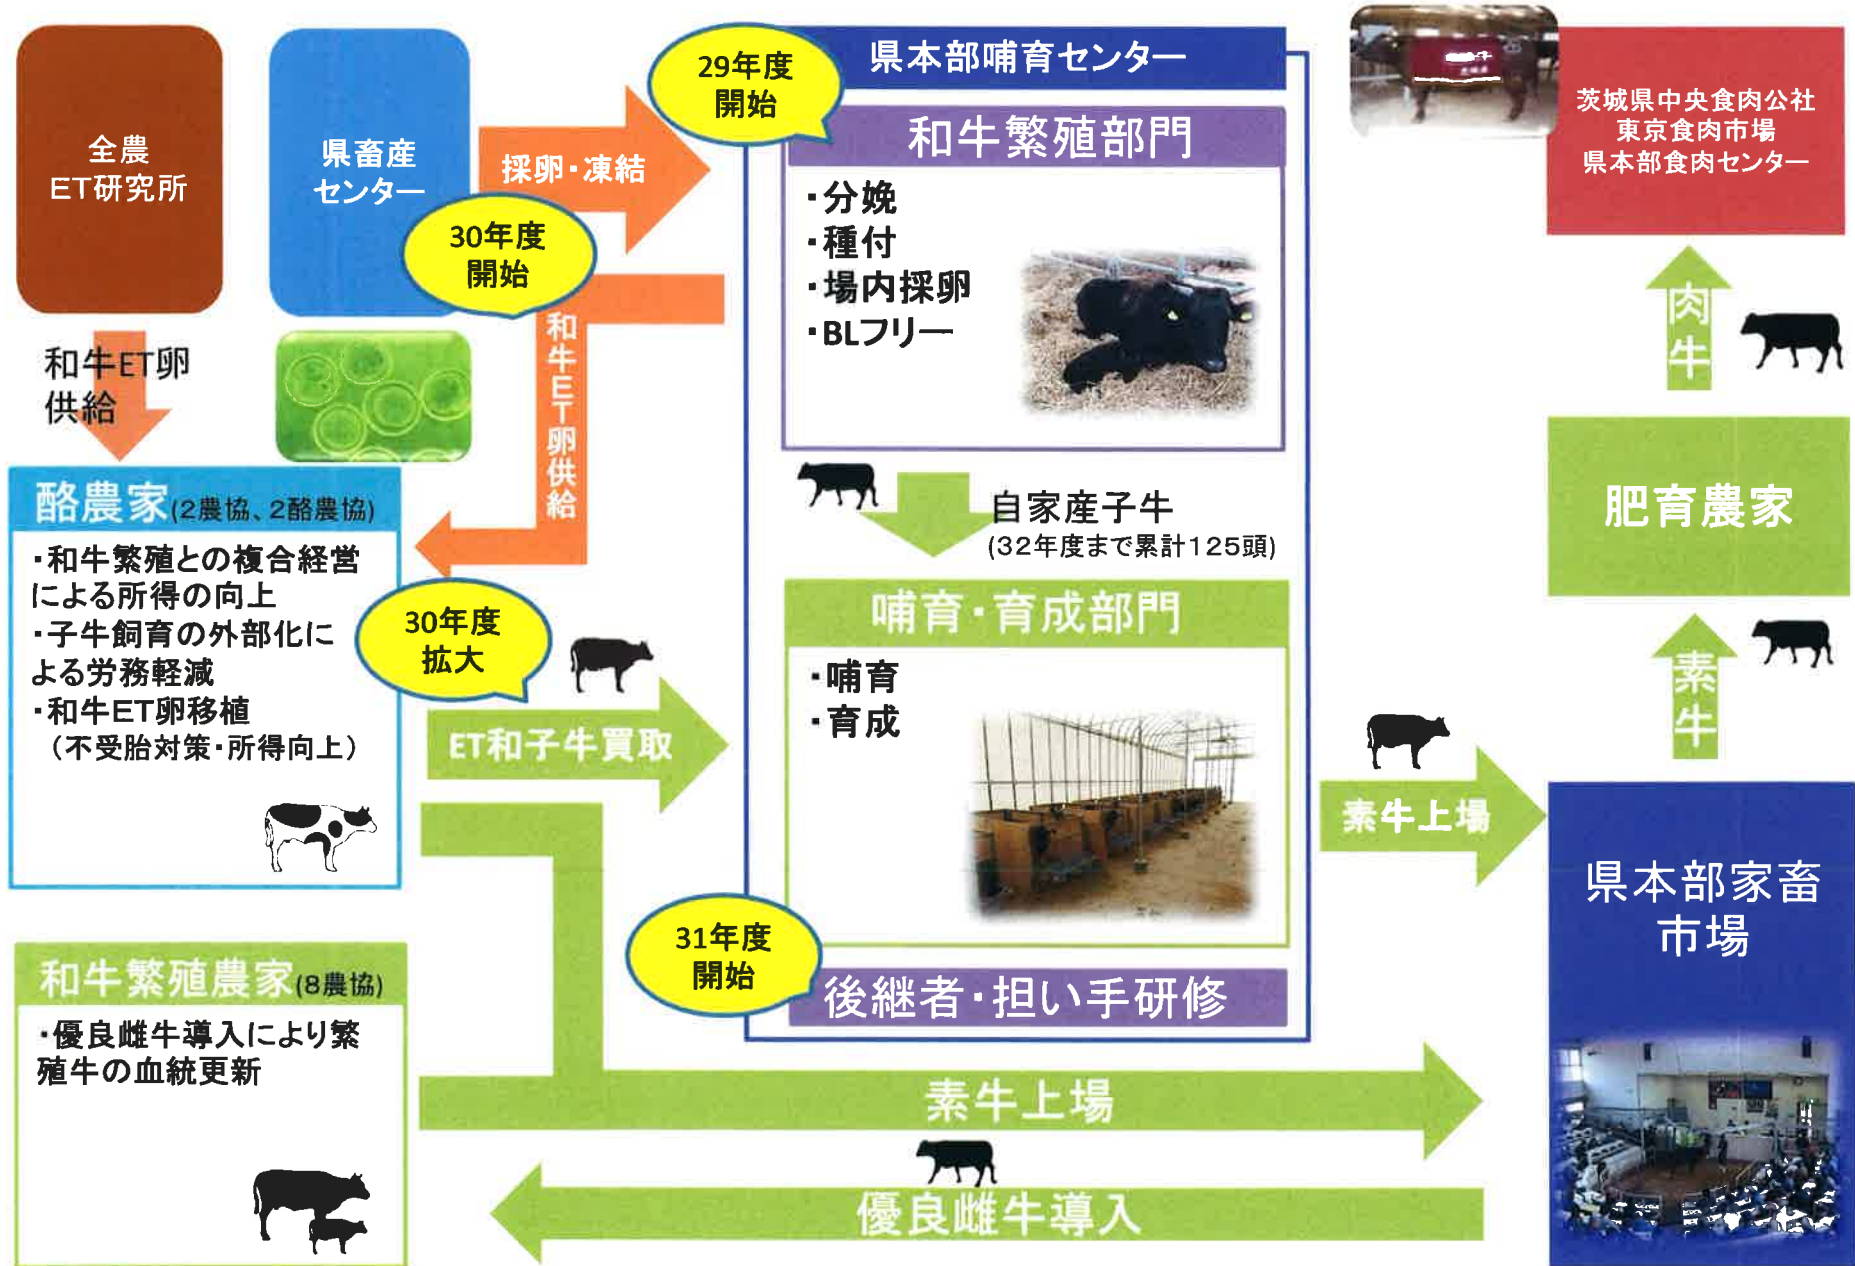 全農
ET研究所
県畜産
センター
採卵・凍結
29年度
開始
30年度
開始
和牛ET卵
供給
和牛ET卵供給
県本部哺育センター
和牛繁殖部門
・分娩
・種付
・場内採卵
・BLフリー
自家産子牛
(32年度まで累計125頭)
哺育・育成部門
・哺育
・育成
31年度
開始
後継者・担い手研修
酪農家(2農協、2酪農協)
・和牛繁殖との複合経営
による所得の向上
・子牛飼育の外部化に
よる労務軽減
・和牛ET卵移植
（不受胎対策・所得向上）
30年度
拡大
ET和子牛買取
和牛繁殖農家(8農協)
・優良雌牛導入により繁
殖牛の血統更新
素牛上場
優良雌牛導入
素牛上場
県本部家畜
市場
素牛
肥育農家
肉牛
茨城県中央食肉公社
東京食肉市場
県本部食肉センター